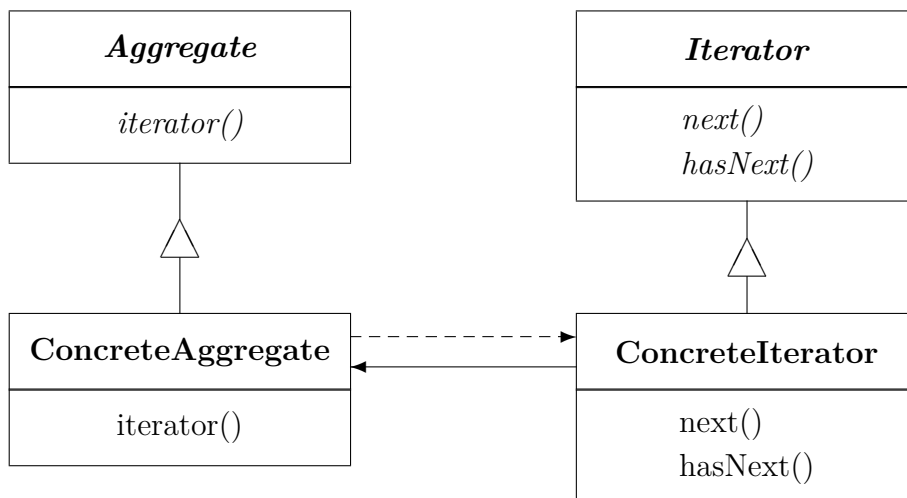 Aggregate
iterator()
Iterator
next()
hasNext()
ConcreteAggregate
iterator()
ConcreteIterator
next()
hasNext()